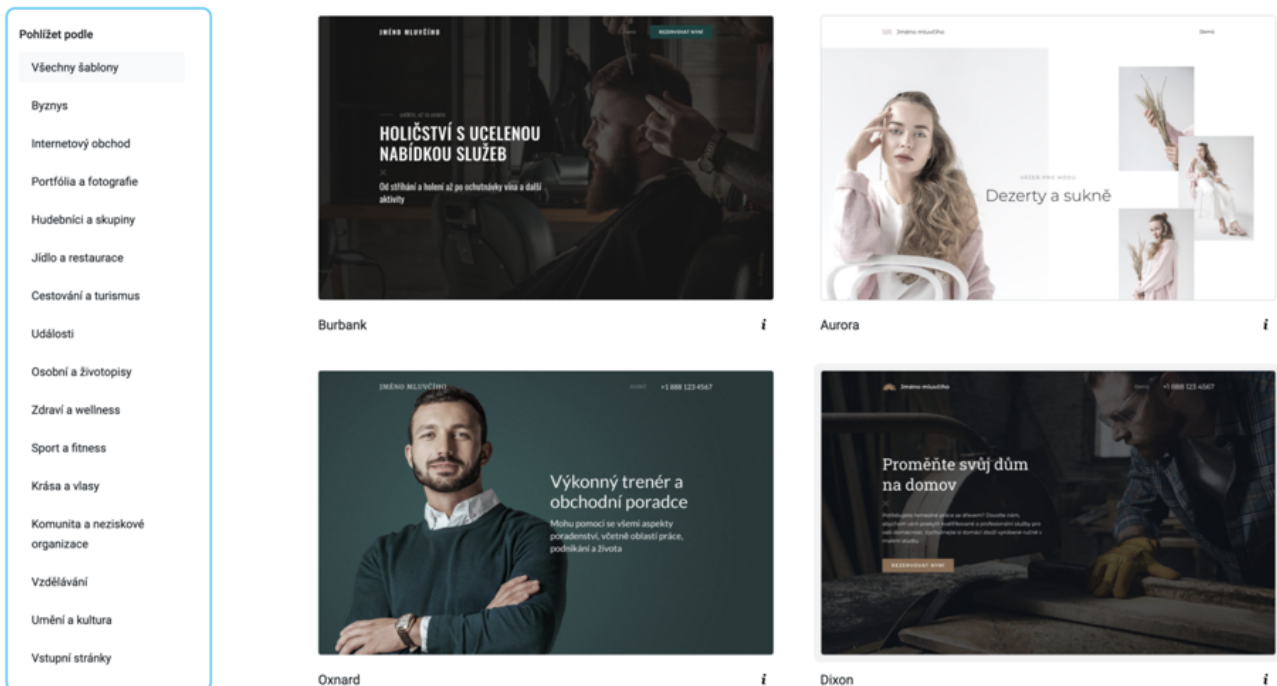 Pohlížet podle
Všechny šablony
Byznys
Internetový obchod
Portfólia a fotografie
Hudebníci a skupiny
Jídlo a restaurace
Cestování a turismus
Události
Osobní a životopisy
Zdraví a wellness
Sport a fitness
Krása a vlasy
Komunita a neziskové
organizace
Vzdělávání
Umění a kultura
Vstupní stránky
JMÉNO MLUVČÍHO
REZERVOVAT NYNÍ
HOLIČSTVÍ S UCELENOU
NABÍDKOU SLUŽEB
Od stříhání a holení až po ochutnávky vína a další
aktivity
Burbank
i
Jméno mluvčího
Domů
Dezerty a sukně
Aurora
i
JMÉNO MLUVČÍHO
+1 888 123 4567
Výkonný trenér a
obchodní poradce
Mohu pomoci se všemi aspekty
poradenství, včetně oblastí práce,
podnikání a života
Oxnard
i
Jméno mluvčího
Domů
+1 888 123 4567
Proměňte svůj dům
na domov
REZERVOVAT NYNÍ
Dixon
i